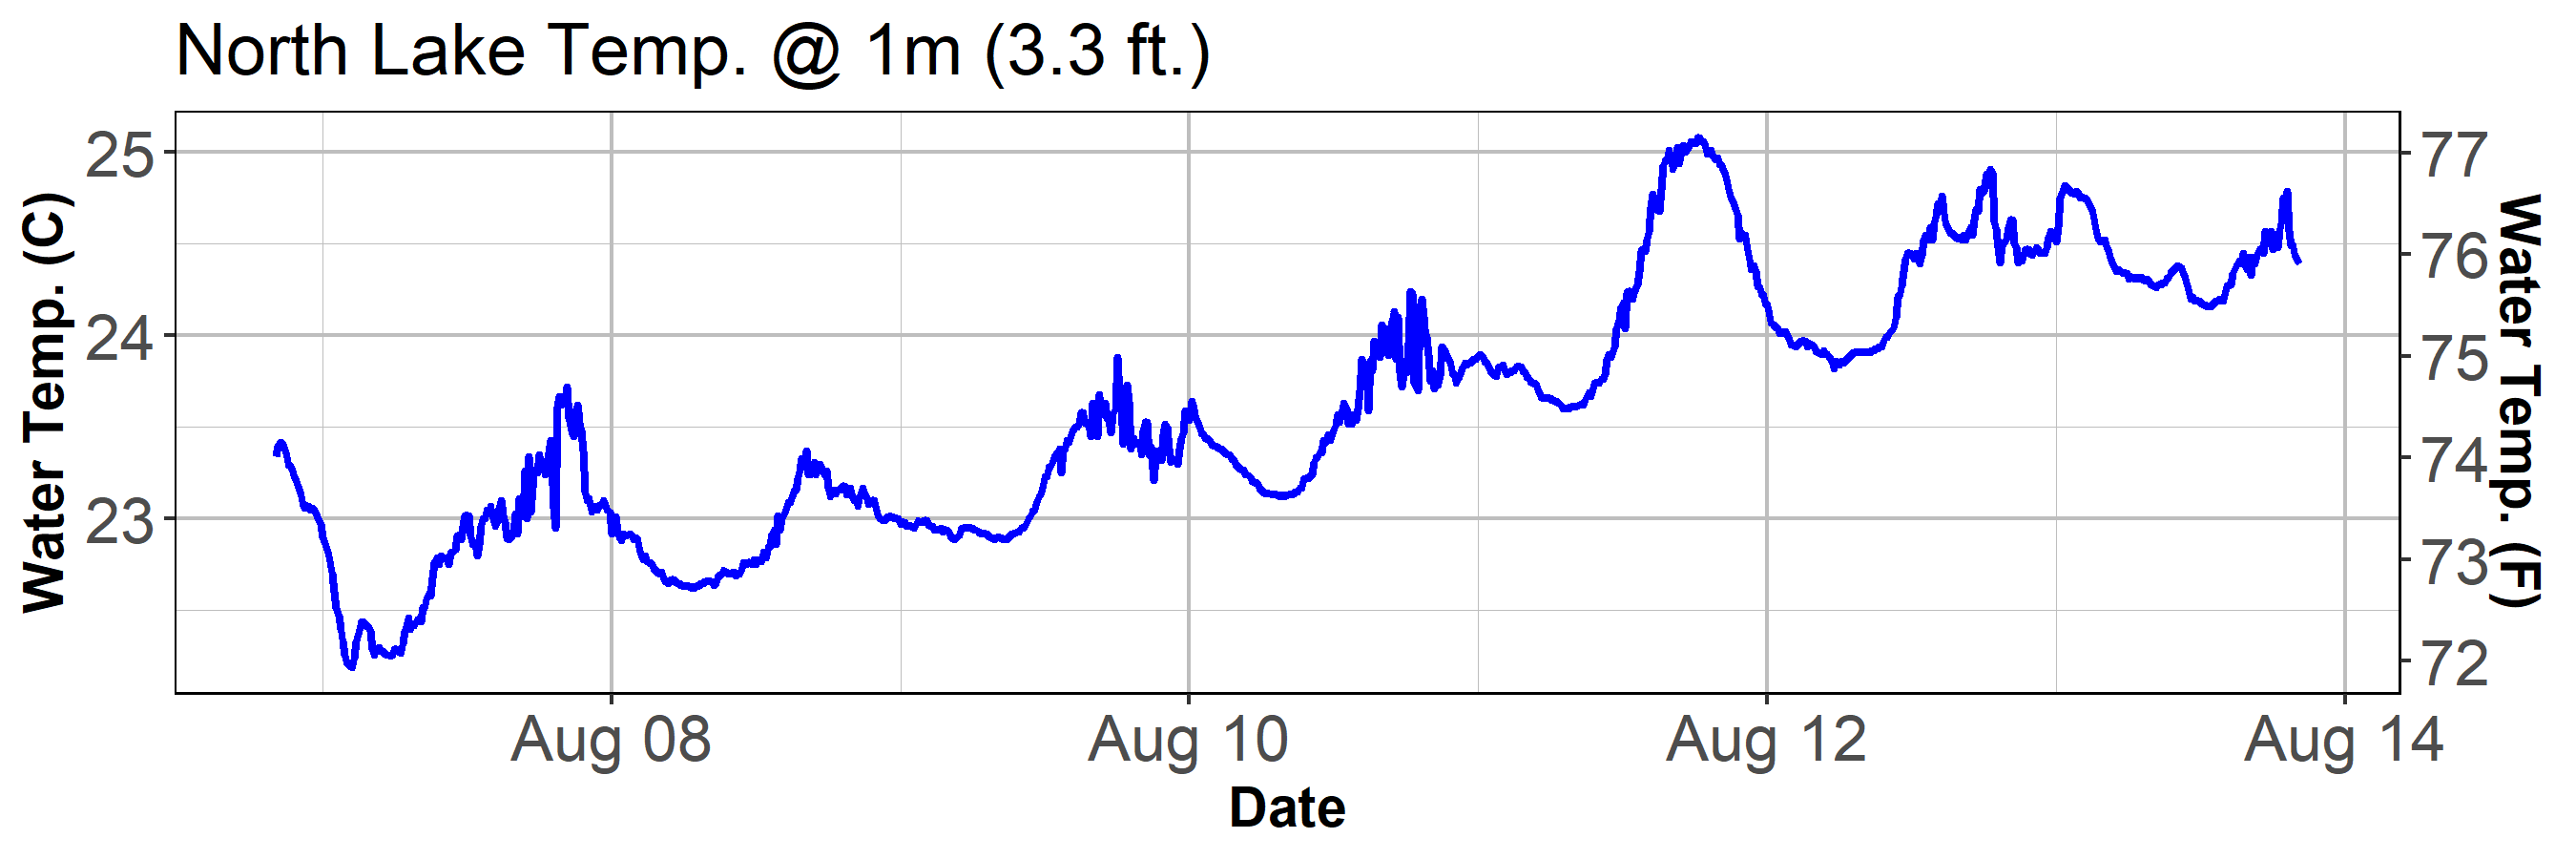 North Lake Temp. @ 1m (3.3 ft.)
Water Temp. (C)
25
24
23
77
76
75
74
73
72
Water Temp. (F)
Aug 08 Aug 10 Aug 12 Aug 14
Date